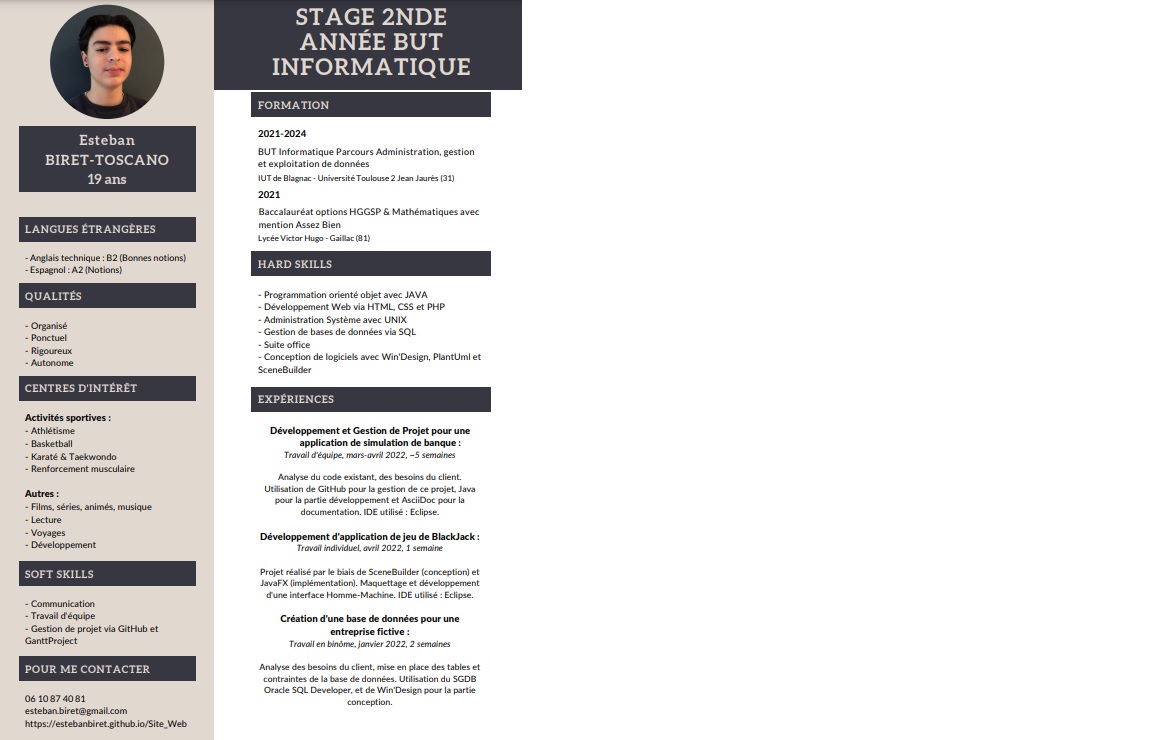 Esteban
BIRET-TOSCANO
19 ans
LANGUES ÉTRANGÈRES
- Anglais technique : B2 (Bonnes notions)
- Espagnol : A2 (Notions)
QUALITÉS
- Organisé
- Ponctuel
- Rigoureux
- Autonome
CENTRES D'INTÉRÊT
Activités sportives :
- Athlétisme
- Basketball
- Karaté & Taekwondo
- Renforcement musculaire
Autres :
- Films, séries, animés, musique
- Lecture
- Voyages
- Développement
SOFT SKILLS
- Communication
- Travail d'équipe
- Gestion de projet via GitHub et
GanttProject
POUR ME CONTACTER
06 10 87 40 81
esteban.biret@gmail.com
https://estebanbiret.github.io/Site_Web
STAGE 2NDE
ANNÉE BUT
INFORMATIQUE
FORMATION
2021-2024
BUT Informatique Parcours Administration, gestion
et exploitation de données
IUT de Blagnac - Université Toulouse 2 Jean Jaurès (31)
2021
Baccalauréat options HGGSP & Mathématiques avec
mention Assez Bien
Lycée Victor Hugo - Gaillac (81)
HARD SKILLS
- Programmation orienté objet avec JAVA
- Développement Web via HTML, CSS et PHP
- Administration Système avec UNIX
- Gestion de bases de données via SQL
- Suite office
- Conception de logiciels avec Win'Design, PlantUml et
SceneBuilder
EXPÉRIENCES
Développement et Gestion de Projet pour une
application de simulation de banque :
Travail d'équipe, mars-avril 2022, ~5 semaines
Analyse du code existant, des besoins du client.
Utilisation de GitHub pour la gestion de ce projet, Java
pour la partie développement et AsciiDoc pour la
documentation. IDE utilisé : Eclipse.
Développement d'application de jeu de BlackJack :
Travail individuel, avril 2022, 1 semaine
Projet réalisé par le biais de SceneBuilder (conception) et
JavaFX (implémentation). Maquettage et développement
d'une interface Homme-Machine. IDE utilisé : Eclipse.
Création d'une base de données pour une
entreprise fictive :
Travail en binôme, janvier 2022, 2 semaines
Analyse des besoins du client, mise en place des tables et
contraintes de la base de données. Utilisation du SGDB
Oracle SQL Developer, et de Win'Design pour la partie
conception.